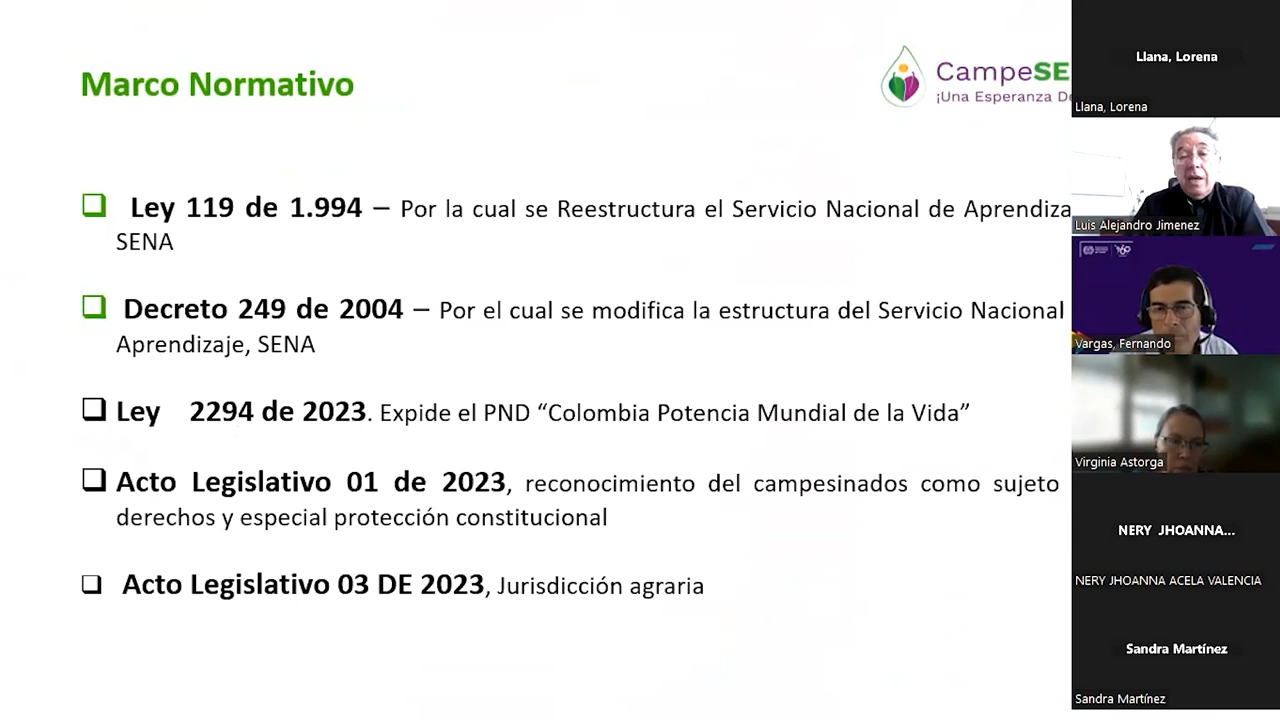 Marco Normativo
CampeSE
¡Una Esperanza D
Ley 119 de 1.994 – Por la cual se Reestructura el Servicio Nacional de Aprendiza
SENA
Decreto 249 de 2004 – Por el cual se modifica la estructura del Servicio Nacional
Aprendizaje, SENA
Ley 2294 de 2023. Expide el PND “Colombia Potencia Mundial de la Vida”
Acto Legislativo 01 de 2023, reconocimiento del campesinados como sujeto
derechos y especial protección constitucional
Acto Legislativo 03 DE 2023, Jurisdicción agraria
Llana, Lorena
Llana, Lorena
Luis Alejandro Jimenez
Vargas, Fernando
Virginia Astorga
NERY JHOANNA...
NERY JHOANNA ACELA VALENCIA
Sandra Martínez
Sandra Martínez